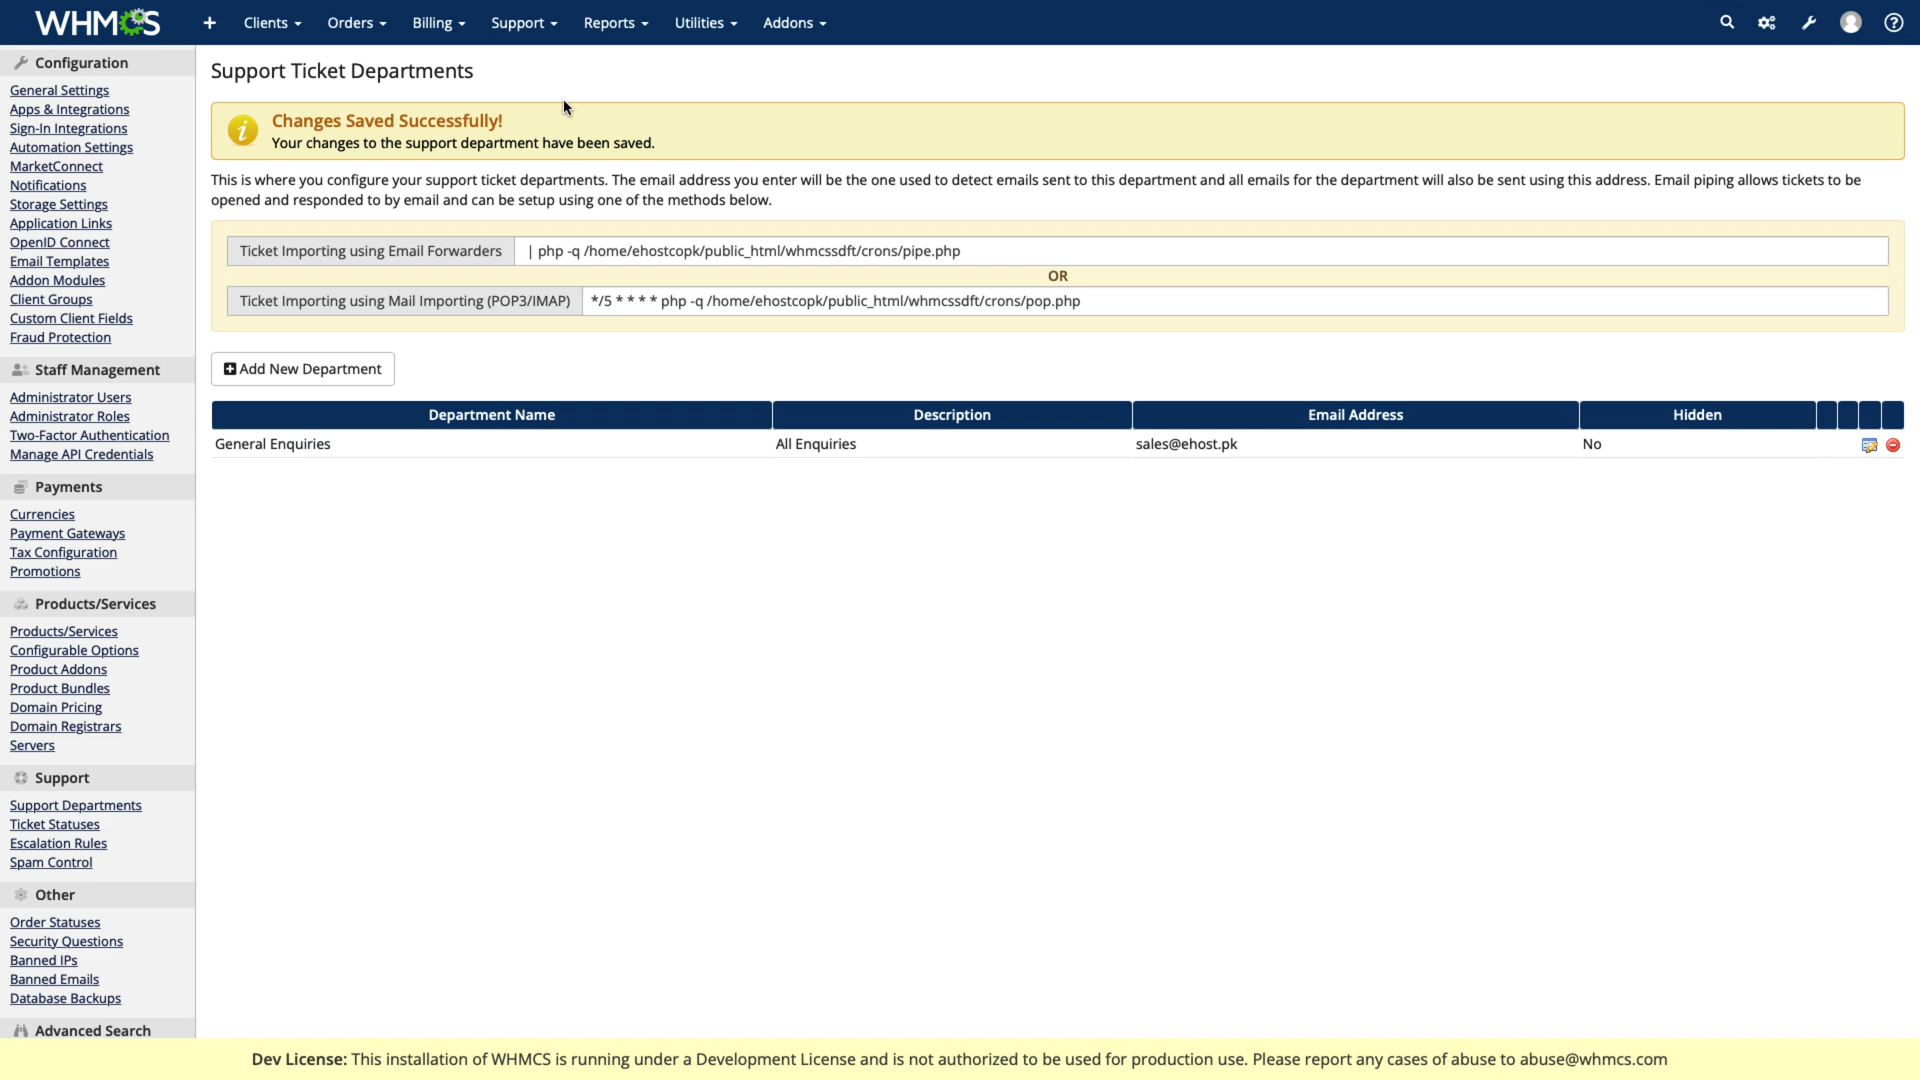 WHMCS
Clients
Orders
Billing
Support
Reports
Utilities
Addons
Configuration
General Settings
Apps & Integrations
Sign-In Integrations
Automation Settings
MarketConnect
Notifications
Storage Settings
Application Links
OpenID Connect
Email Templates
Addon Modules
Client Groups
Custom Client Fields
Fraud Protection
Staff Management
Administrator Users
Administrator Roles
Two-Factor Authentication
Manage API Credentials
Payments
Currencies
Payment Gateways
Tax Configuration
Promotions
Products/Services
Products/Services
Configurable Options
Product Addons
Product Bundles
Domain Pricing
Domain Registrars
Servers
Support
Support Departments
Ticket Statuses
Escalation Rules
Spam Control
Other
Order Statuses
Security Questions
Banned IPs
Banned Emails
Database Backups
Advanced Search
Support Ticket Departments
Changes Saved Successfully!
Your changes to the support department have been saved.
This is where you configure your support ticket departments. The email address you enter will be the one used to detect emails sent to this department and all emails for the department will also be sent using this address. Email piping allows tickets to be
opened and responded to by email and can be setup using one of the methods below.
Ticket Importing using Email Forwarders | php -q /home/ehostcopk/public_html/whmcssdft/crons/pipe.php
OR
Ticket Importing using Mail Importing (POP3/IMAP) */5 * * * * php -q /home/ehostcopk/public_html/whmcssdft/crons/pop.php
Add New Department
Department Name Description Email Address Hidden
General Enquiries All Enquiries sales@ehost.pk No
Dev License: This installation of WHMCS is running under a Development License and is not authorized to be used for production use. Please report any cases of abuse to abuse@whmcs.com